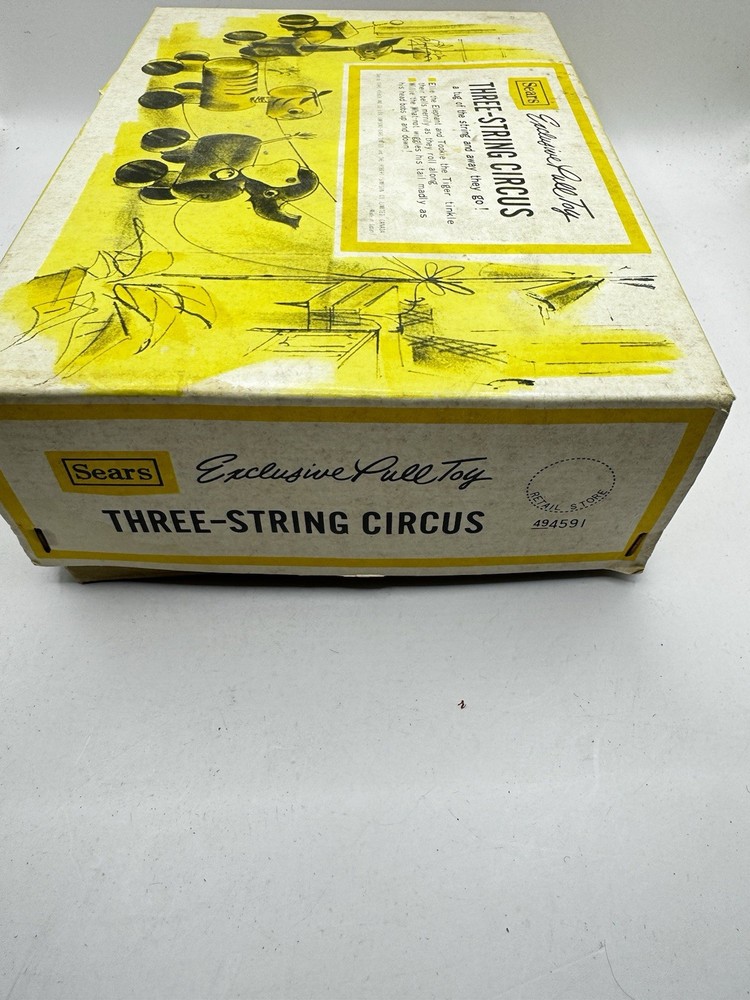 Sears
Exclusive Pull Toy
THREE-STRING CIRCUS
a tug of the string and away they go!
the Elephant and Tookie the Tiger tinkle
their bells merrily as they roll along.
wiggles his tail madly as
his head bobs up and down!
Sears
Exclusive Pull Toy
THREE-STRING CIRCUS
RETAIL STORE
494591